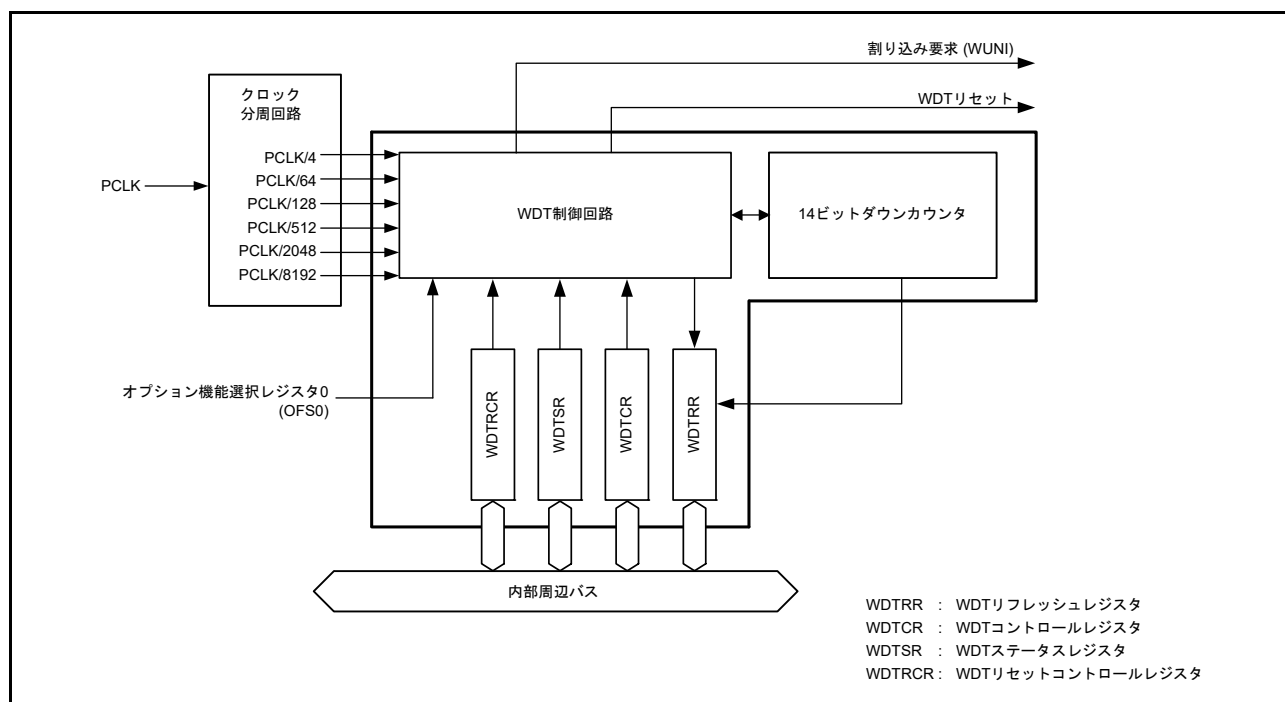 割り込み要求 (WUNI)
WDTリセット
クロック
分周回路
PCLK
PCLK/4
PCLK/64
PCLK/128
PCLK/512
PCLK/2048
PCLK/8192
WDT制御回路
14ビットダウンカウンタ
オプション機能選択レジスタ0
(OFS0)
WDTRCR
WDTSR
WDTCR
WDTRR
内部周辺バス
WDTRR : WDTリフレッシュレジスタ
WDTCR : WDTコントロールレジスタ
WDTSR : WDTステータスレジスタ
WDTRCR : WDTリセットコントロールレジスタ